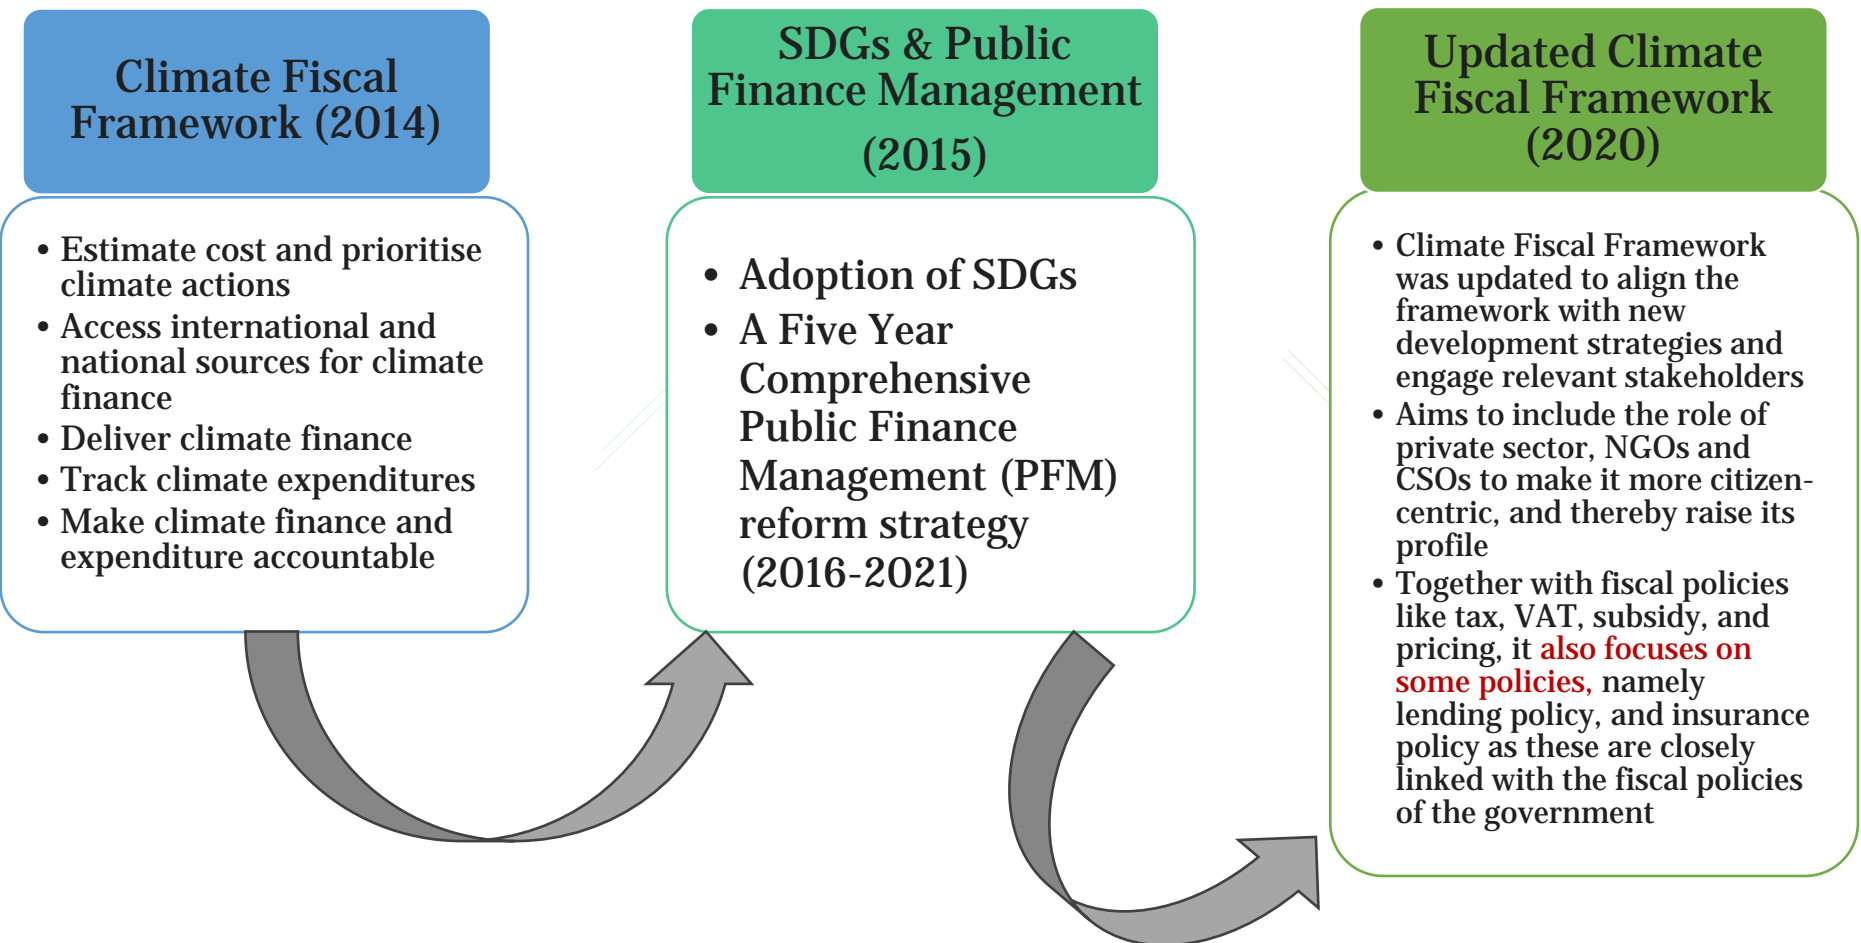 Climate Fiscal
Framework (2014)
• Estimate cost and prioritise
climate actions
• Access international and
national sources for climate
finance
• Deliver climate finance
• Track climate expenditures
• Make climate finance and
expenditure accountable
SDGs & Public
Finance Management
(2015)
• Adoption of SDGs
• A Five Year
Comprehensive
Public Finance
Management (PFM)
reform strategy
(2016-2021)
Updated Climate
Fiscal Framework
(2020)
• Climate Fiscal Framework
was updated to align the
framework with new
development strategies and
engage relevant stakeholders
• Aims to include the role of
private sector, NGOs and
CSOs to make it more citizen-
centric, and thereby raise its
profile
• Together with fiscal policies
like tax, VAT, subsidy, and
pricing, it also focuses on
some policies, namely
lending policy, and insurance
policy as these are closely
linked with the fiscal policies
of the government